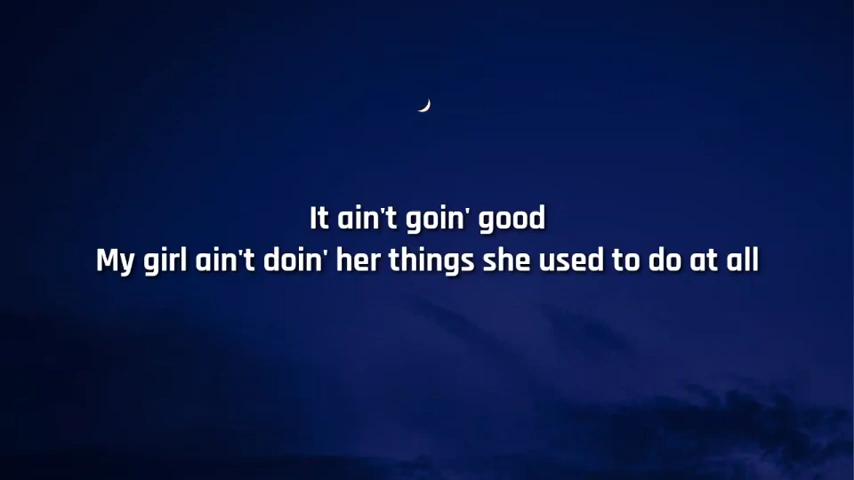 It ain't goin' good
My girl ain't doin' her things she used to do at all